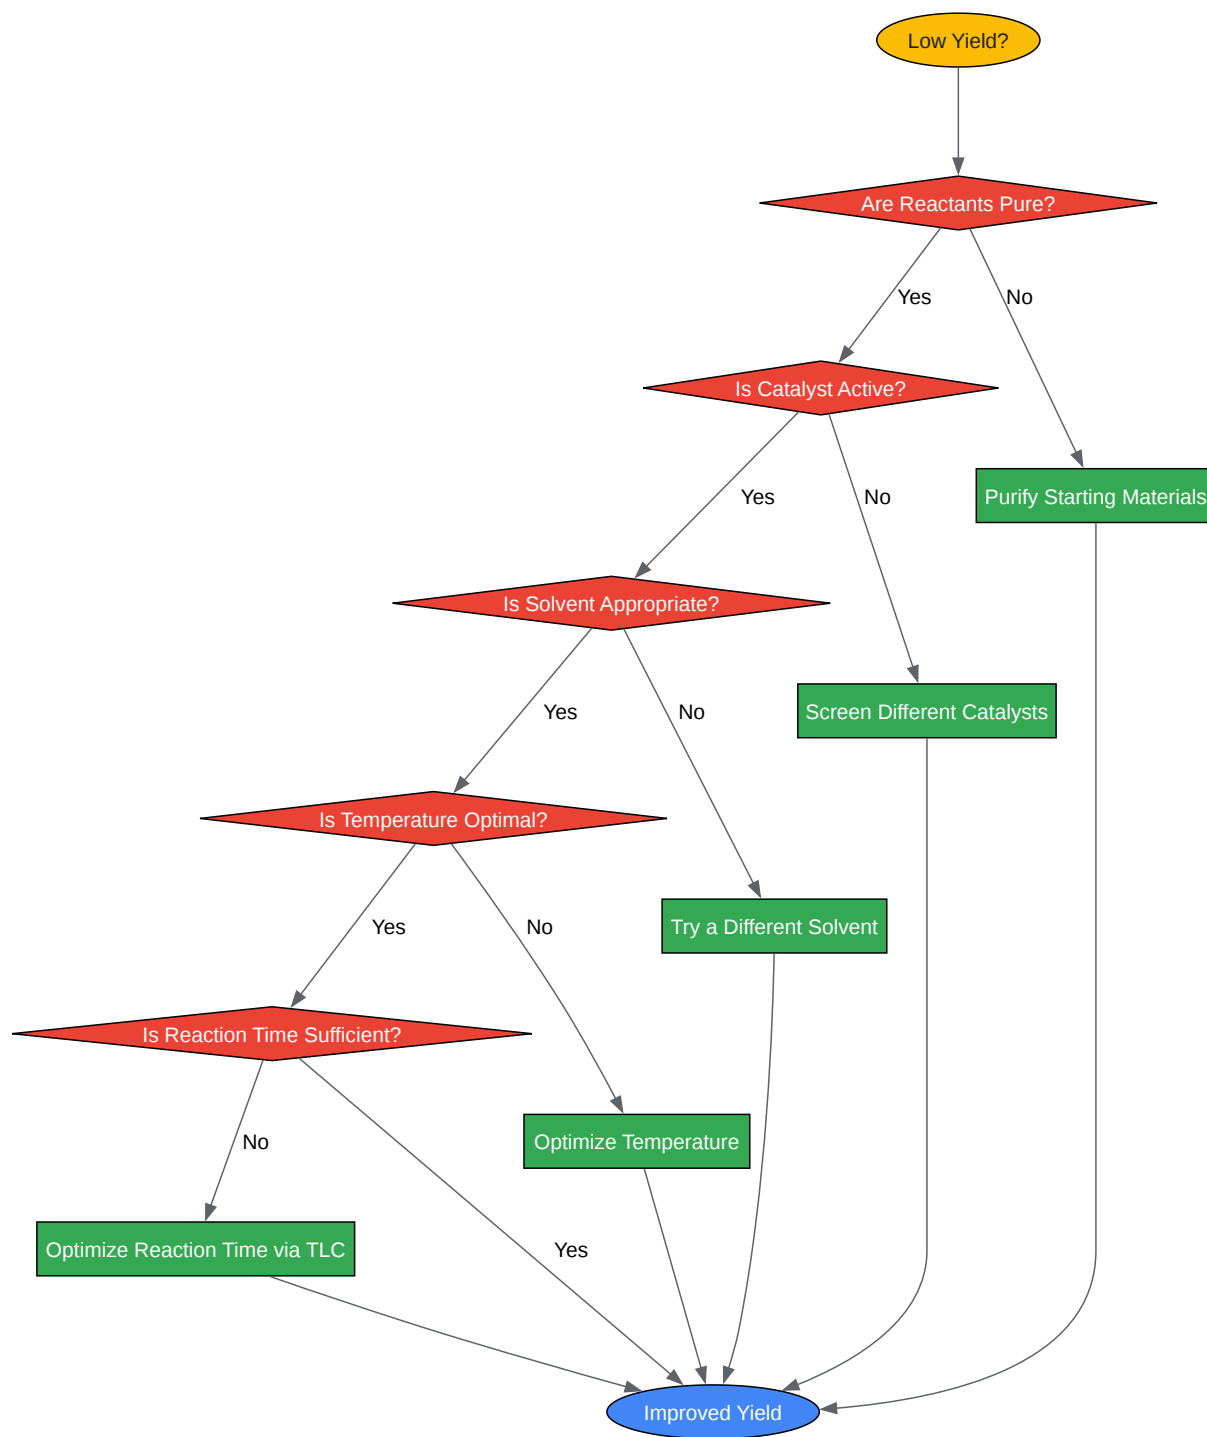 Low Yield?
Are Reactants Pure?
Yes
No
Is Catalyst Active?
Yes
No
Purify Starting Materials
Is Solvent Appropriate?
Yes
No
Screen Different Catalysts
Is Temperature Optimal?
Yes
No
Try a Different Solvent
Is Reaction Time Sufficient?
No
Optimize Temperature
Optimize Reaction Time via TLC
Yes
Improved Yield